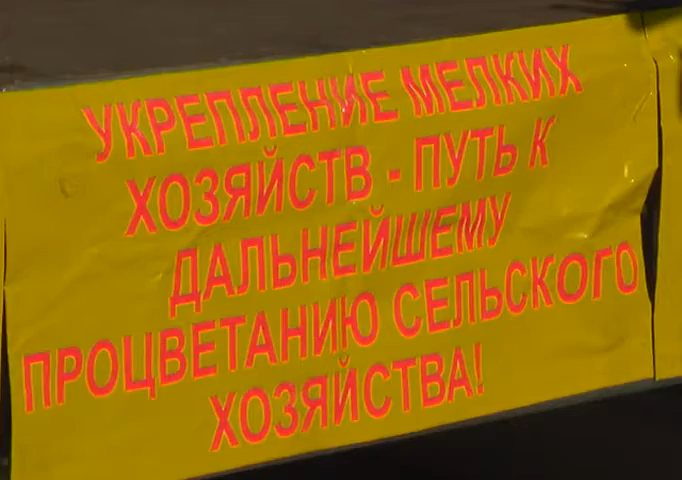 УКРЕПЛЕНИЕ МЕЛКИХ
ХОЗЯЙСТВ - ПУТЬ К
ДАЛЬНЕЙШЕМУ
ПРОЦВЕТАНИЮ СЕЛЬСКОГО
ХОЗЯЙСТВА!